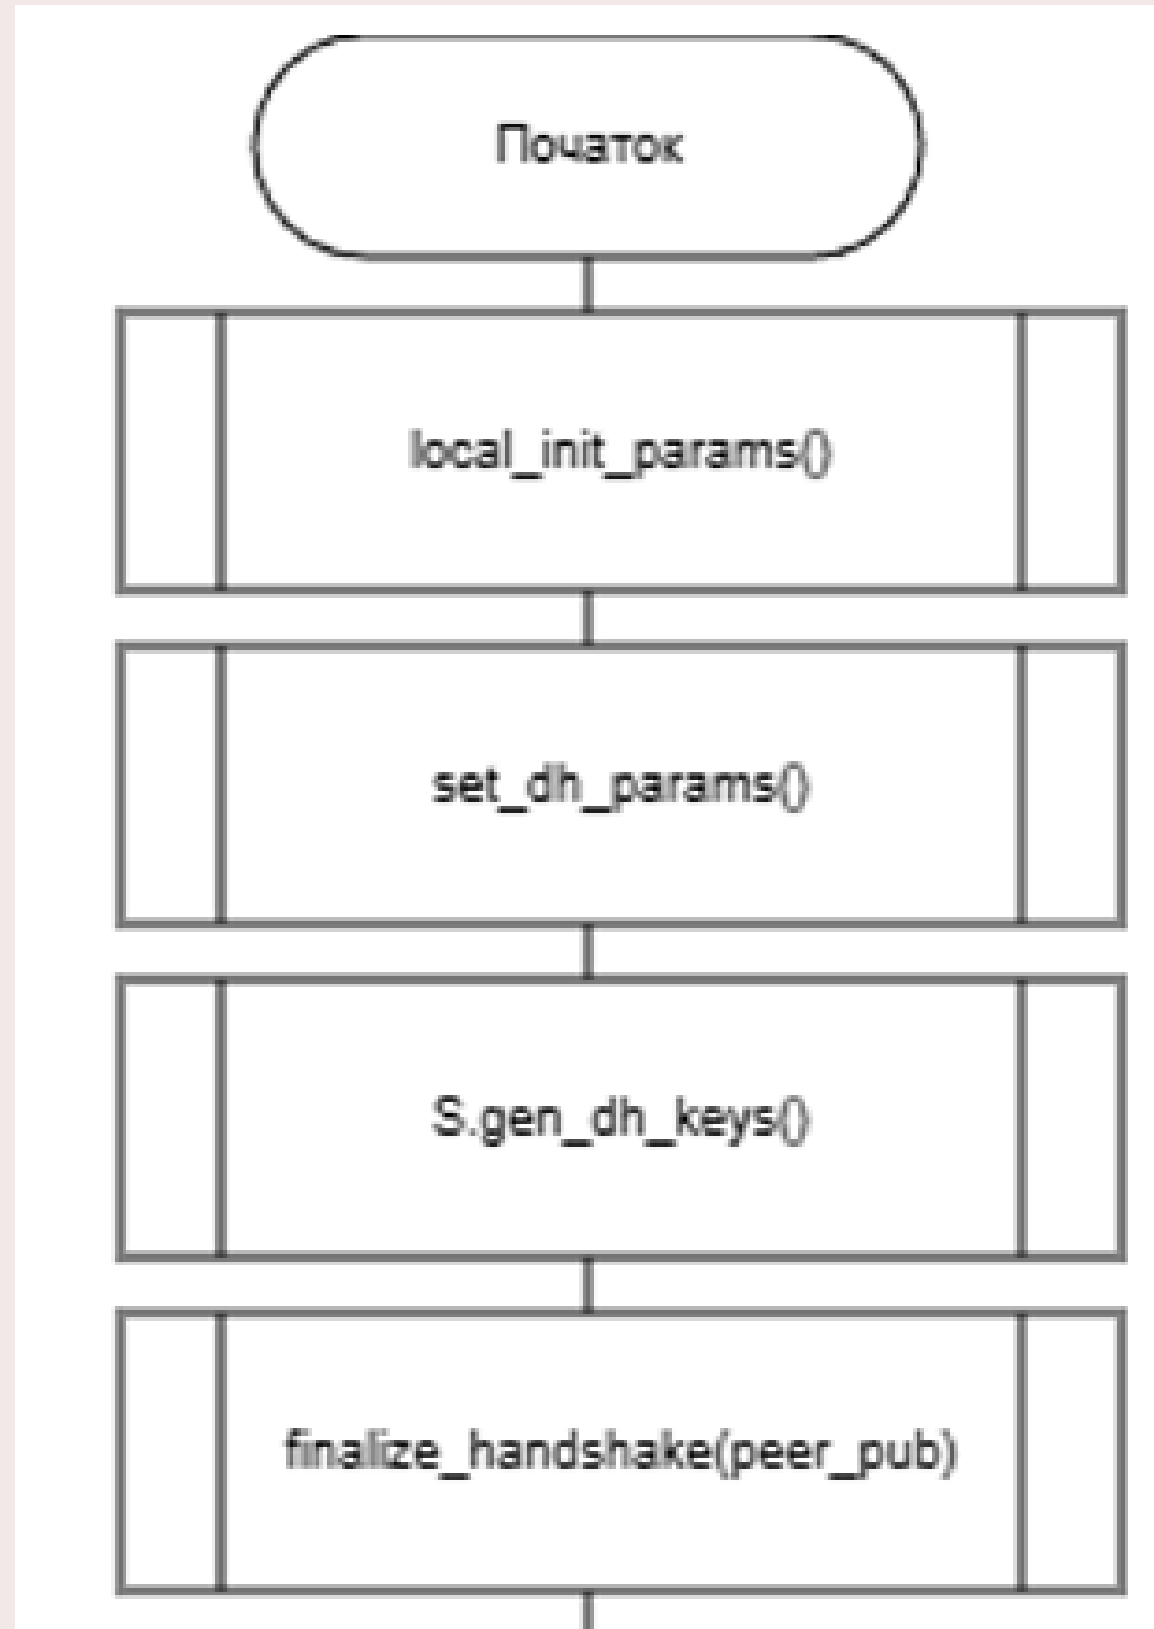 Початок
local_init_params()
set_dh_params()
S.gen_dh_keys()
finalize_handshake(peer_pub)